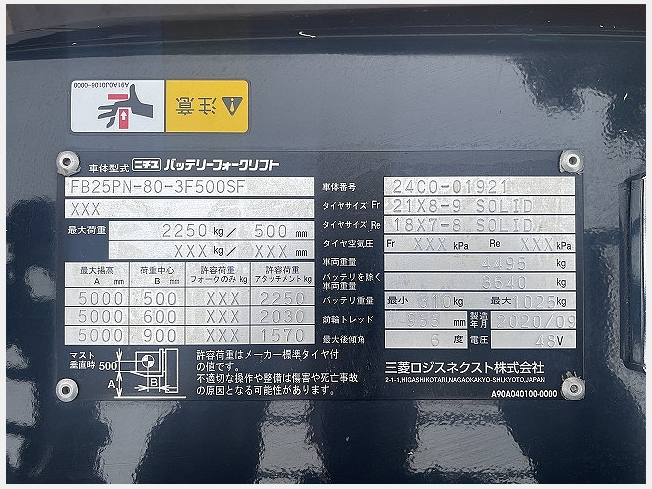 A91A0J0106-0000
注意
車体型式 ニチユ バッテリーフォークリフト
FB25PN-80-3F500SF
XXX
最大荷重 2250 kg/ 500 mm
XXX kg/ XXX mm
最大揚高 A mm 荷重中心 B mm 許容荷重 フォークのみ kg 許容荷重 アタッチメント kg
5000 500 XXX 2250
5000 600 XXX 2030
5000 900 XXX 1570
マスト垂直時 500 A B
許容荷重はメーカー標準タイヤ付
の値です。
不適切な操作や整備は傷害や死亡事故
の原因となる可能性があります。
車体番号 24C0-01921
タイヤサイズ Fr 21X8-9 SOLID
タイヤサイズ Re 18X7-8 SOLID
タイヤ空気圧 Fr XXX kPa Re XXX kPa
車両重量 4495 kg
バッテリを除く
車両重量 3640 kg
バッテリ重量 最小 810 kg 最大 1025 kg
前輪トレッド mm 製造年月 2020/09
最大後傾角 6 度 電圧 48 V
三菱ロジスネクスト株式会社
2-1-1,HIGASHIKOTARI,NAGAOKAKYO-SHI,KYOTO,JAPAN
A90A040100-0000